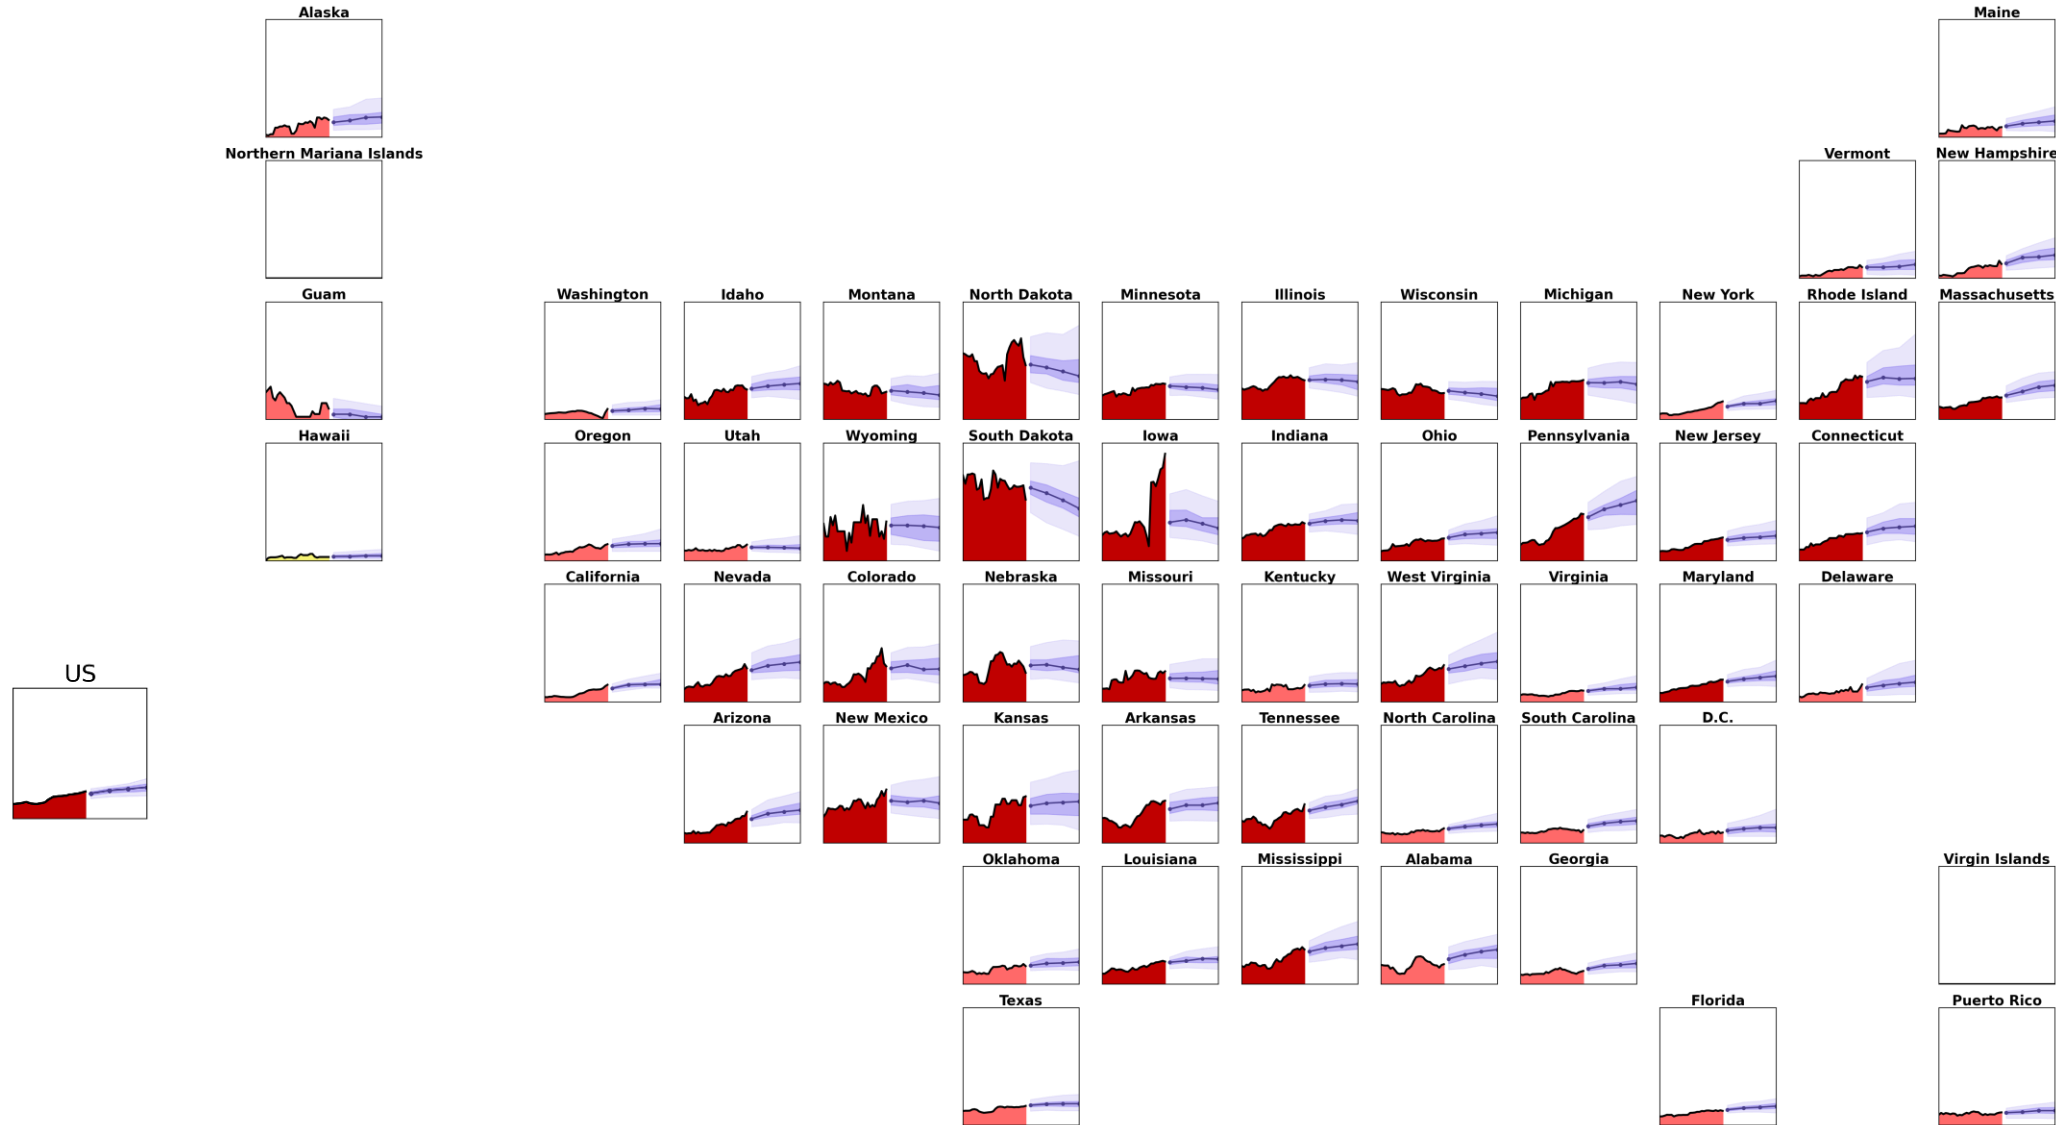 Alaska
Maine
Northern Mariana Islands
Vermont
New Hampshire
Guam
Washington
Idaho
Montana
North Dakota
Minnesota
Illinois
Wisconsin
Michigan
New York
Rhode Island
Massachusetts
Hawaii
Oregon
Utah
Wyoming
South Dakota
Iowa
Indiana
Ohio
Pennsylvania
New Jersey
Connecticut
California
Nevada
Colorado
Nebraska
Missouri
Kentucky
West Virginia
Virginia
Maryland
Delaware
US
Arizona
New Mexico
Kansas
Arkansas
Tennessee
North Carolina
South Carolina
D.C.
Oklahoma
Louisiana
Mississippi
Alabama
Georgia
Virgin Islands
Texas
Florida
Puerto Rico